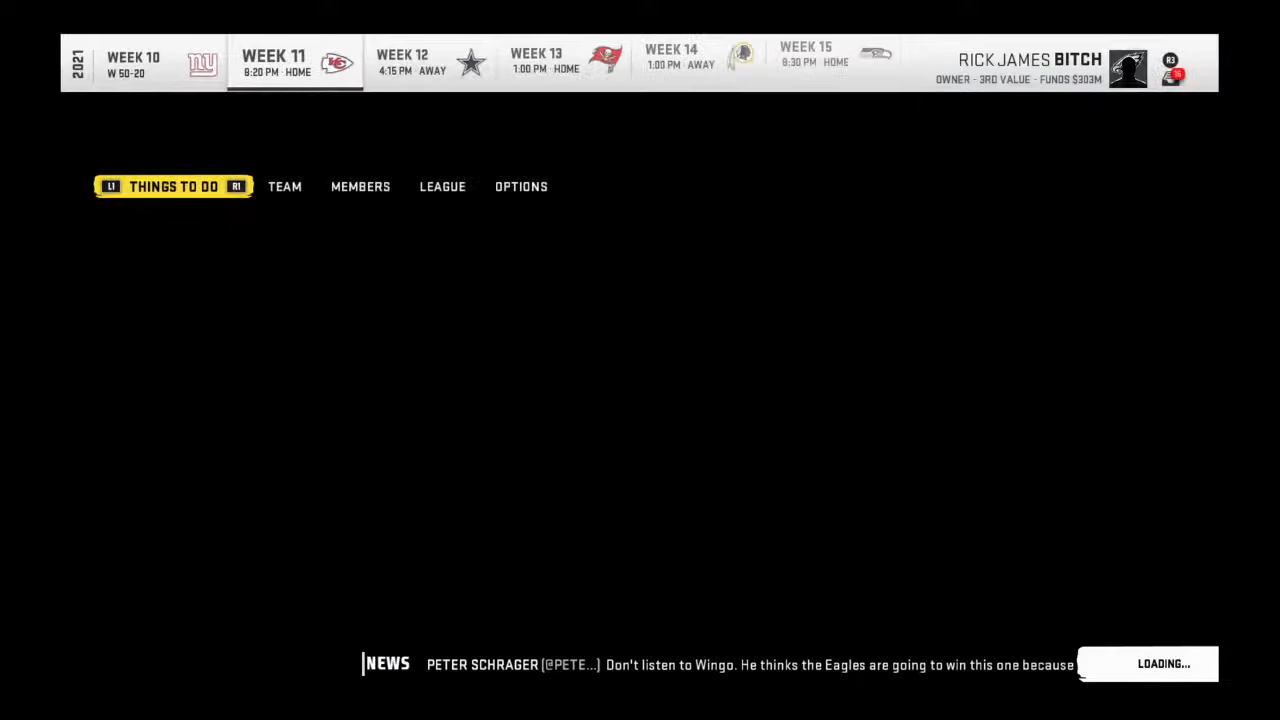 2021
WEEK 10
W 50-20
WEEK 11
8:20 PM · HOME
WEEK 12
4:15 PM · AWAY
WEEK 13
1:00 PM · HOME
WEEK 14
1:00 PM · AWAY
WEEK 15
8:30 PM · HOME
RICK JAMES BITCH
OWNER - 3RD VALUE - FUNDS $303M
R3
16
L1 THINGS TO DO R1 TEAM MEMBERS LEAGUE OPTIONS
NEWS PETER SCHRAGER (@PETE...) Don't listen to Wingo. He thinks the Eagles are going to win this one because
LOADING...